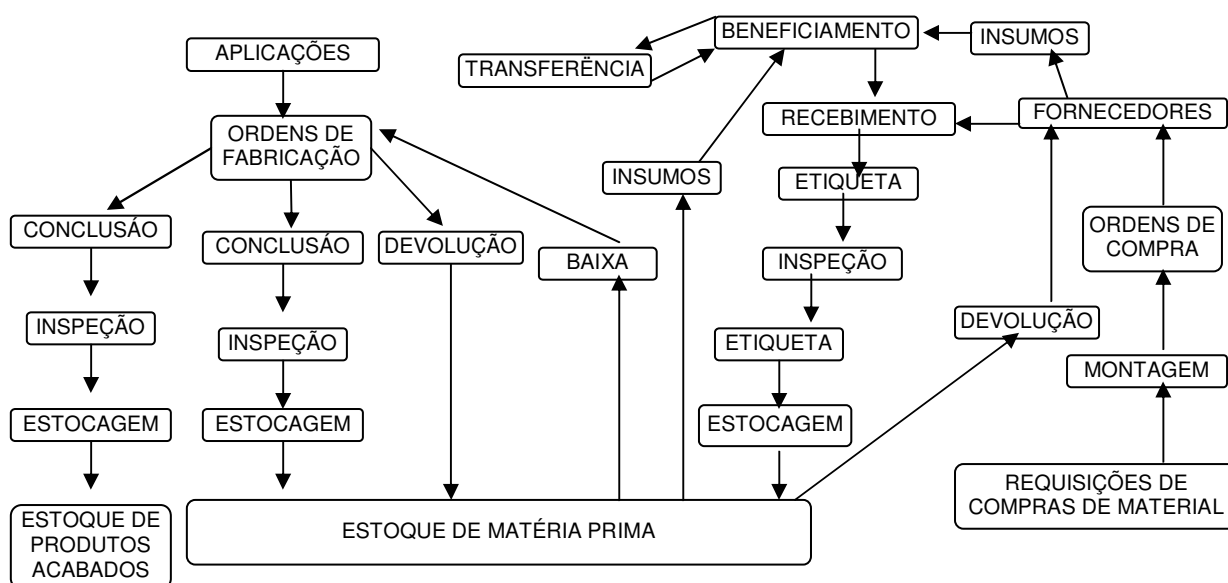 BENEFICIAMENTO
INSUMOS
APLICAÇÕES
TRANSFERËNCIA
ORDENS DE
FABRICAÇÃO
RECEBIMENTO
FORNECEDORES
INSUMOS
ETIQUETA
CONCLUSÁO
CONCLUSÁO
DEVOLUÇÃO
BAIXA
INSPEÇÃO
ORDENS DE
COMPRA
INSPEÇÃO
INSPEÇÃO
ETIQUETA
DEVOLUÇÃO
MONTAGEM
ESTOCAGEM
ESTOCAGEM
ESTOCAGEM
REQUISIÇÕES DE
COMPRAS DE MATERIAL
ESTOQUE DE
PRODUTOS
ACABADOS
ESTOQUE DE MATÉRIA PRIMA